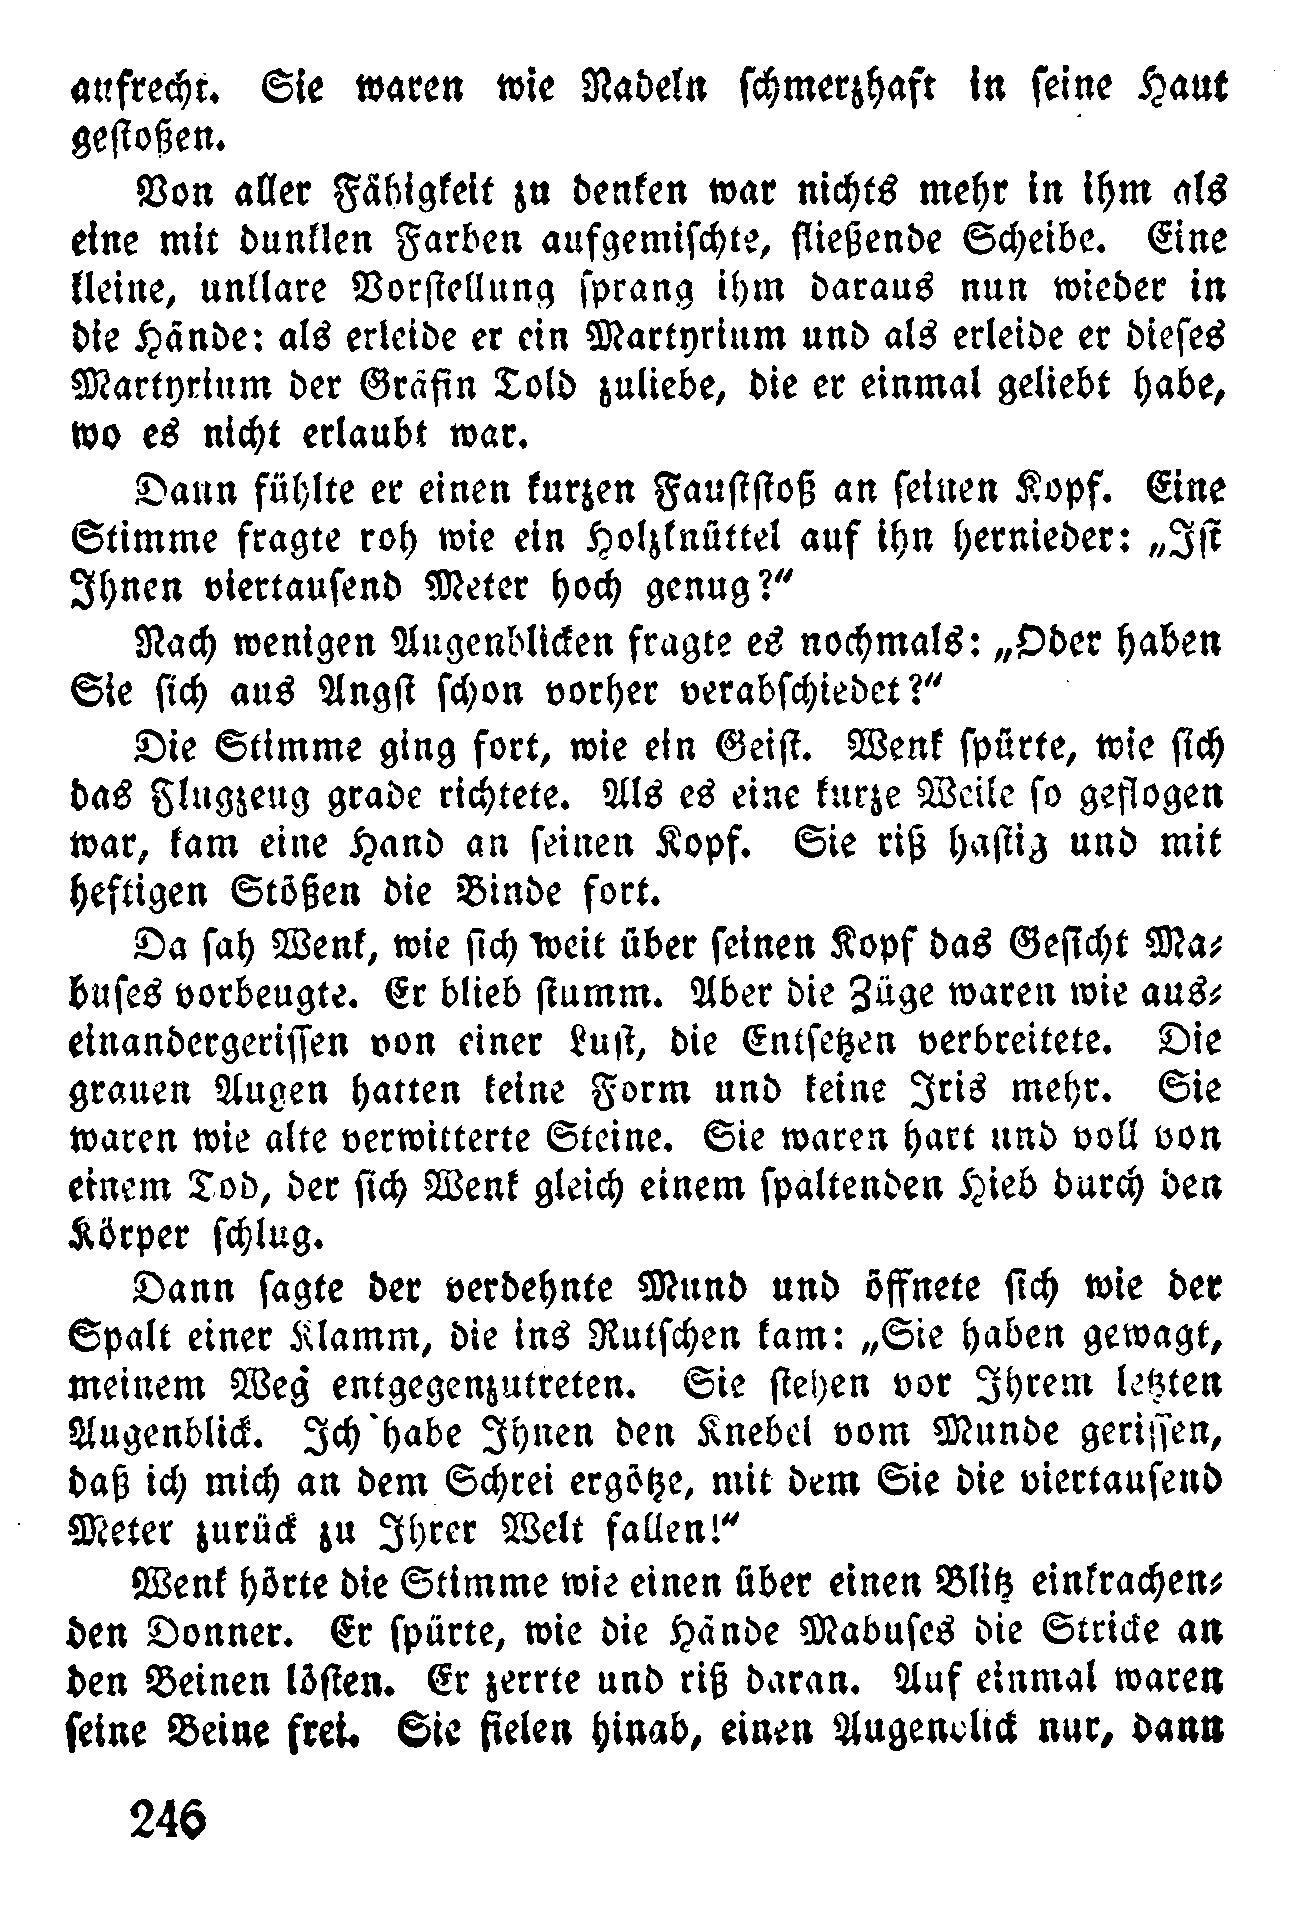 aufrecht. Sie waren wie Nadeln schmerzhaft in seine Haut
gestoßen.
Von aller Fähigkeit zu denken war nichts mehr in ihm als
eine mit dunklen Farben aufgemischte, fließende Scheibe. Eine
kleine, unklare Vorstellung sprang ihm daraus nun wieder in
die Hände: als erleide er ein Martyrium und als erleide er dieses
Martyrium der Gräfin Told zuliebe, die er einmal geliebt habe,
wo es nicht erlaubt war.
Dann fühlte er einen kurzen Fauststoß an seinen Kopf. Eine
Stimme fragte roh wie ein Holzknüttel auf ihn hernieder: „Ist
Ihnen viertausend Meter hoch genug?“
Nach wenigen Augenblicken fragte es nochmals: „Oder haben
Sie sich aus Angst schon vorher verabschiedet?“
Die Stimme ging fort, wie ein Geist. Wenk spürte, wie sich
das Flugzeug grade richtete. Als es eine kurze Weile so geflogen
war, kam eine Hand an seinen Kopf. Sie riß hastig und mit
heftigen Stößen die Binde fort.
Da sah Wenk, wie sich weit über seinen Kopf das Gesicht Ma-
buses vorbeugte. Er blieb stumm. Aber die Züge waren wie aus-
einandergerissen von einer Lust, die Entsetzen verbreitete. Die
grauen Augen hatten keine Form und keine Iris mehr. Sie
waren wie alte verwitterte Steine. Sie waren hart und voll von
einem Tod, der sich Wenk gleich einem spaltenden Hieb durch den
Körper schlug.
Dann sagte der verdehnte Mund und öffnete sich wie der
Spalt einer Klamm, die ins Rutschen kam: „Sie haben gewagt,
meinem Weg entgegenzutreten. Sie stehen vor Ihrem letzten
Augenblick. Ich habe Ihnen den Knebel vom Munde gerissen,
daß ich mich an dem Schrei ergötze, mit dem Sie die viertausend
Meter zurück zu Ihrer Welt fallen!“
Wenk hörte die Stimme wie einen über einen Blitz einkrachen-
den Donner. Er spürte, wie die Hände Mabuses die Stricke an
den Beinen lösten. Er zerrte und riß daran. Auf einmal waren
seine Beine frei. Sie fielen hinab, einen Augenblick nur, dann
246